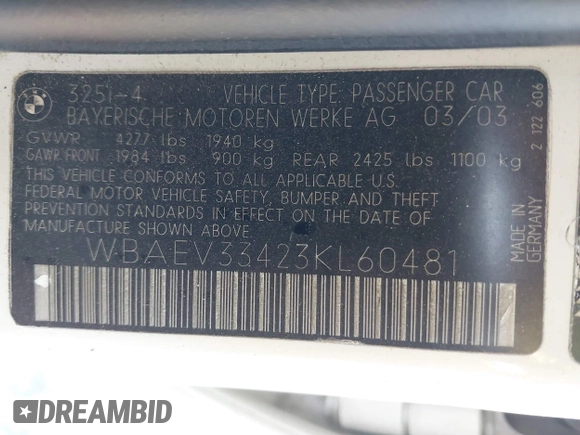 BMW
325i-4 VEHICLE TYPE: PASSENGER CAR
BAYERISCHE MOTOREN WERKE AG 03/03
GVWR 4277 lbs 1940 kg
GAWR FRONT 1984 lbs 900 kg REAR 2425 lbs 1100 kg
THIS VEHICLE CONFORMS TO ALL APPLICABLE U.S.
FEDERAL MOTOR VEHICLE SAFETY, BUMPER AND THEFT
PREVENTION STANDARDS IN EFFECT ON THE DATE OF
MANUFACTURE SHOWN ABOVE
WBAEV33423KL60481
MADE IN
GERMANY
2 122 606
DREAMBID